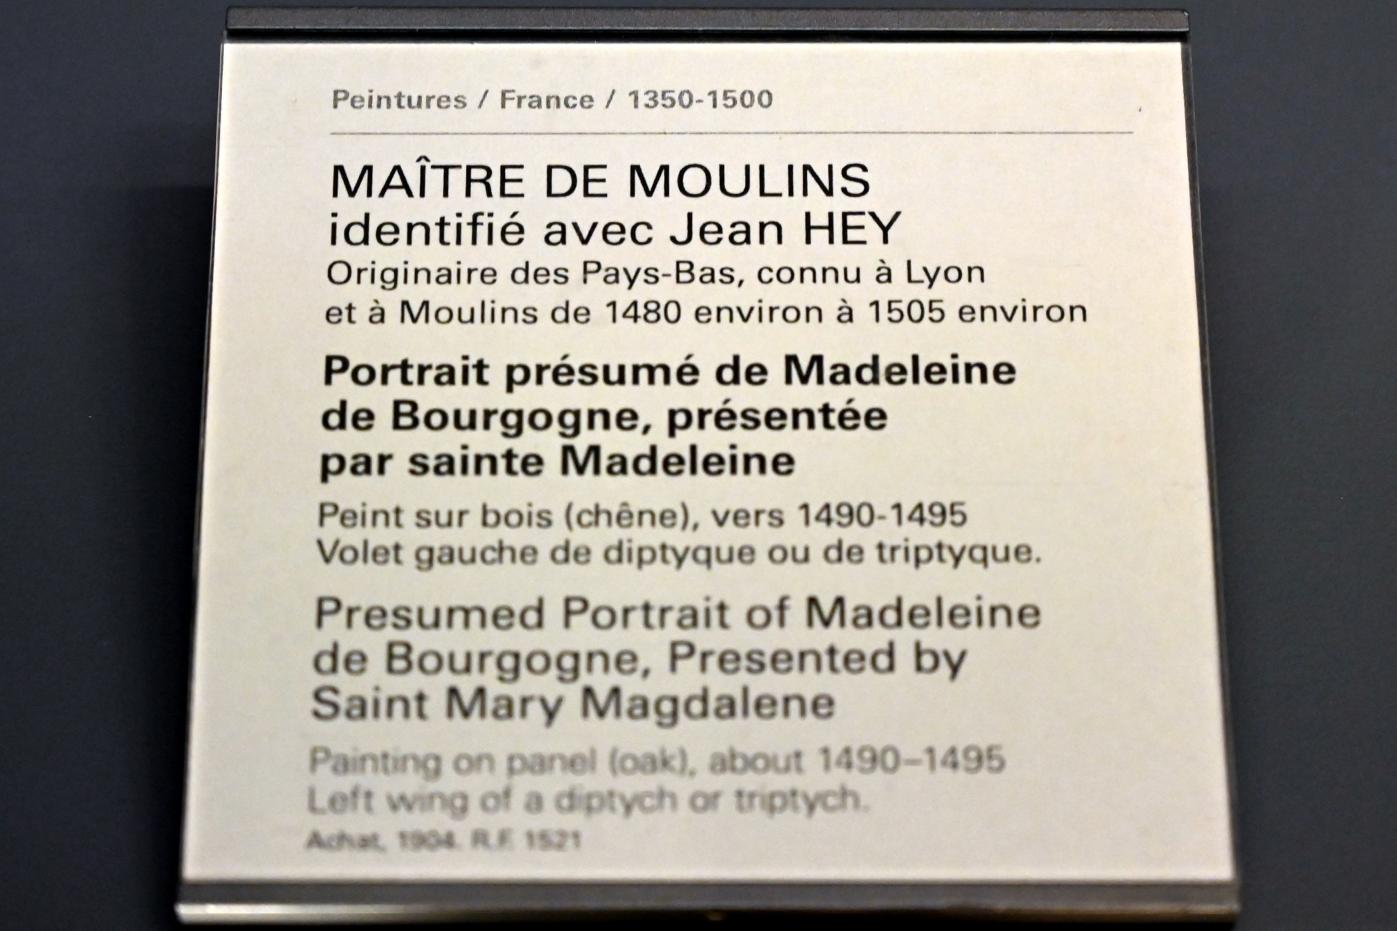 Peintures / France / 1350-1500
MAÎTRE DE MOULINS
identifié avec Jean HEY
Originaire des Pays-Bas, connu à Lyon
et à Moulins de 1480 environ à 1505 environ
Portrait présumé de Madeleine
de Bourgogne, présentée
par sainte Madeleine
Peint sur bois (chêne), vers 1490-1495
Volet gauche de diptyque ou de triptyque.
Presumed Portrait of Madeleine
de Bourgogne, Presented by
Saint Mary Magdalene
Painting on panel (oak), about 1490–1495
Left wing of a diptych or triptych.
Achat, 1904. R.F. 1521